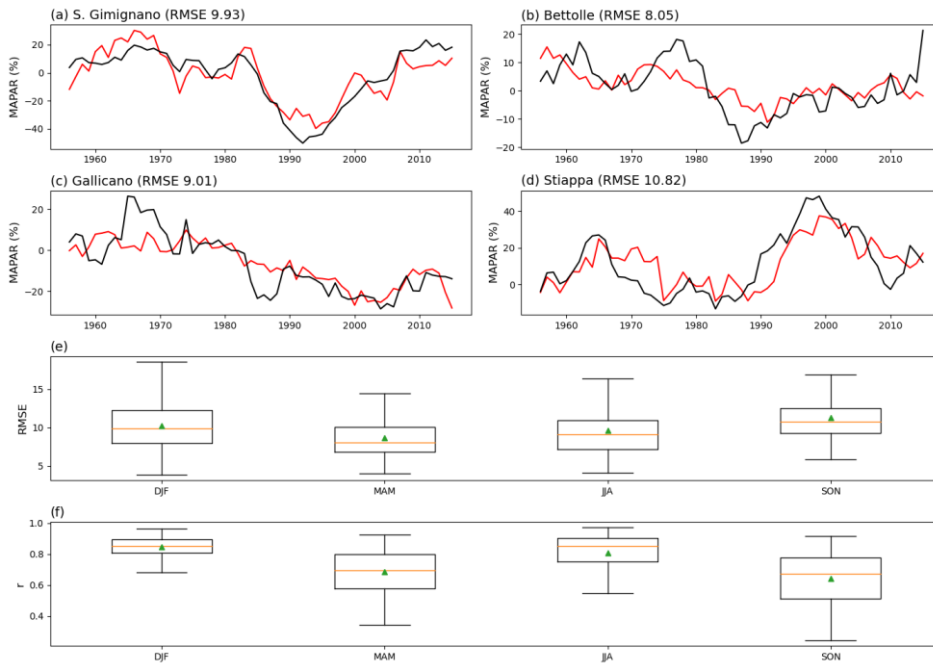 (a) S. Gimignano (RMSE 9.93)
MAPAR (%)
20
0
−20
−40
1960 1970 1980 1990 2000 2010
(b) Bettolle (RMSE 8.05)
MAPAR (%)
20
10
0
−10
−20
1960 1970 1980 1990 2000 2010
(c) Gallicano (RMSE 9.01)
MAPAR (%)
20
0
−20
1960 1970 1980 1990 2000 2010
(d) Stiappa (RMSE 10.82)
MAPAR (%)
40
20
0
1960 1970 1980 1990 2000 2010
(e)
RMSE
15
10
5
DJF MAM JJA SON
(f)
r
1.0
0.8
0.6
0.4
DJF MAM JJA SON